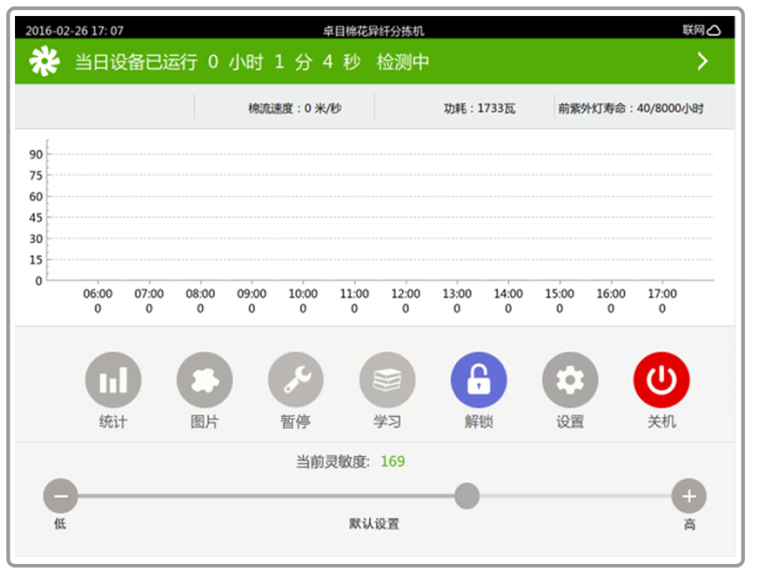 2016-02-26 17:07 卓目棉花异纤分拣机 联网
当日设备已运行 0 小时 1 分 4 秒 检测中
棉流速度：0 米/秒 功耗：1733瓦 前紫外灯寿命：40/8000小时
90
75
60
45
30
15
0
06:00 07:00 08:00 09:00 10:00 11:00 12:00 13:00 14:00 15:00 16:00 17:00
0 0 0 0 0 0 0 0 0 0 0 0
统计 图片 暂停 学习 解锁 设置 关机
当前灵敏度: 169
低 默认设置 高